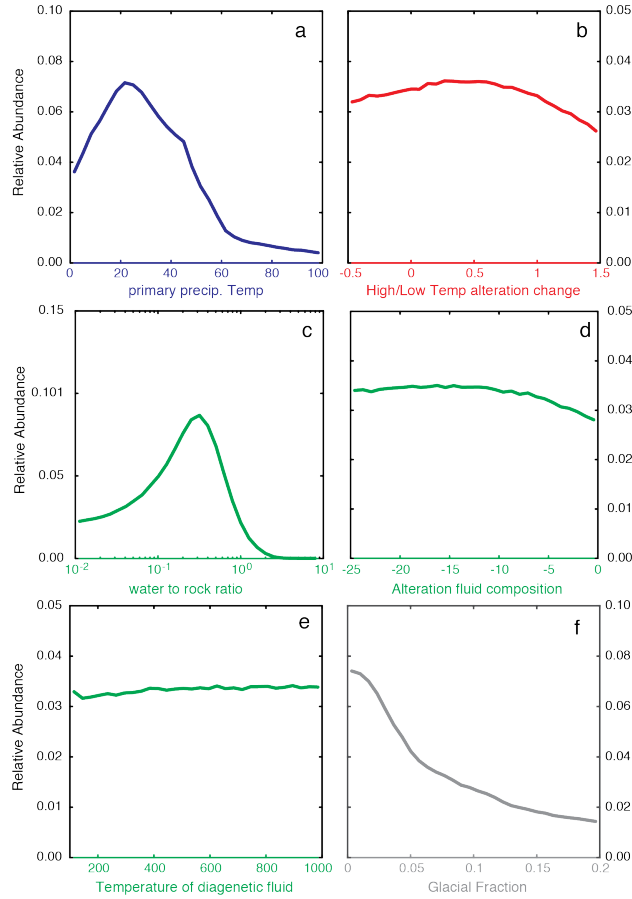 0.10
0.08
0.06
0.04
0.02
0.00
Relative Abundance
a
0 20 40 60 80 100
primary precip. Temp
b
0.05
0.04
0.03
0.02
0.01
0.00
-0.5 0 0.5 1 1.5
High/Low Temp alteration change
0.15
0.101
0.05
0.00
Relative Abundance
c
10-2 10-1 100 101
water to rock ratio
d
0.05
0.04
0.03
0.02
0.01
0.00
-25 -20 -15 -10 -5 0
Alteration fluid composition
0.05
0.04
0.03
0.02
0.01
0.00
Relative Abundance
e
200 400 600 800 1000
Temperature of diagenetic fluid
f
0.10
0.08
0.06
0.04
0.02
0.00
0 0.05 0.1 0.15 0.2
Glacial Fraction